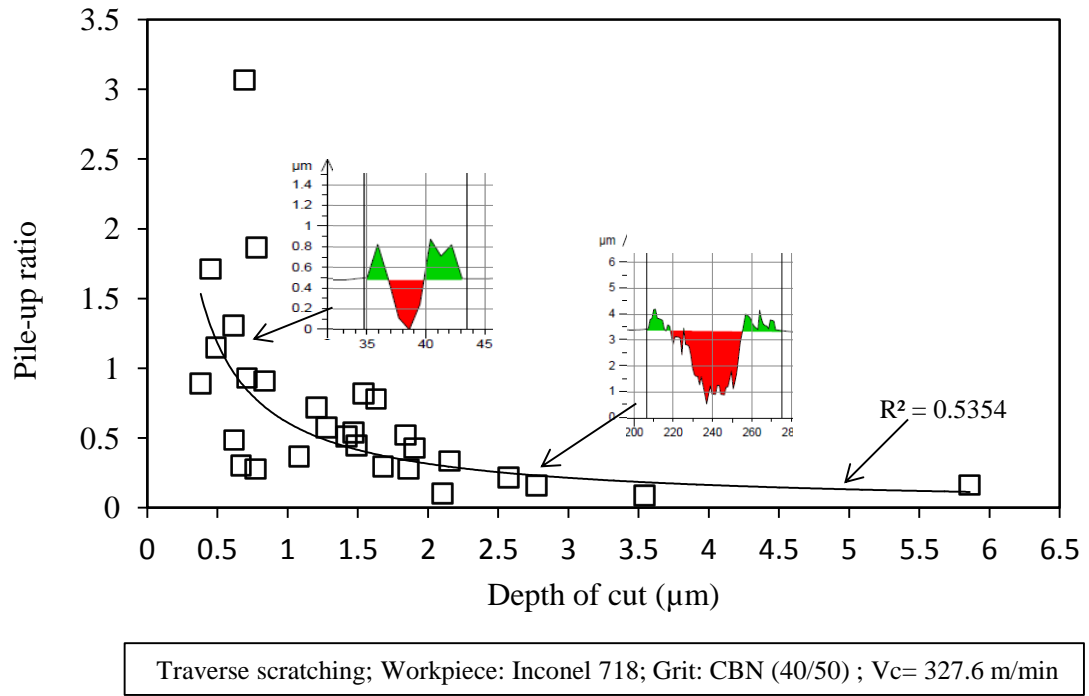 3.5
3
2.5
2
1.5
1
0.5
0
Pile-up ratio
µm
1.4
1.2
1
0.8
0.6
0.4
0.2
0
35 40 45
µm
6
5
4
3
2
1
0
200 220 240 260 28
R² = 0.5354
0 0.5 1 1.5 2 2.5 3 3.5 4 4.5 5 5.5 6 6.5
Depth of cut (µm)
Traverse scratching; Workpiece: Inconel 718; Grit: CBN (40/50) ; Vc= 327.6 m/min